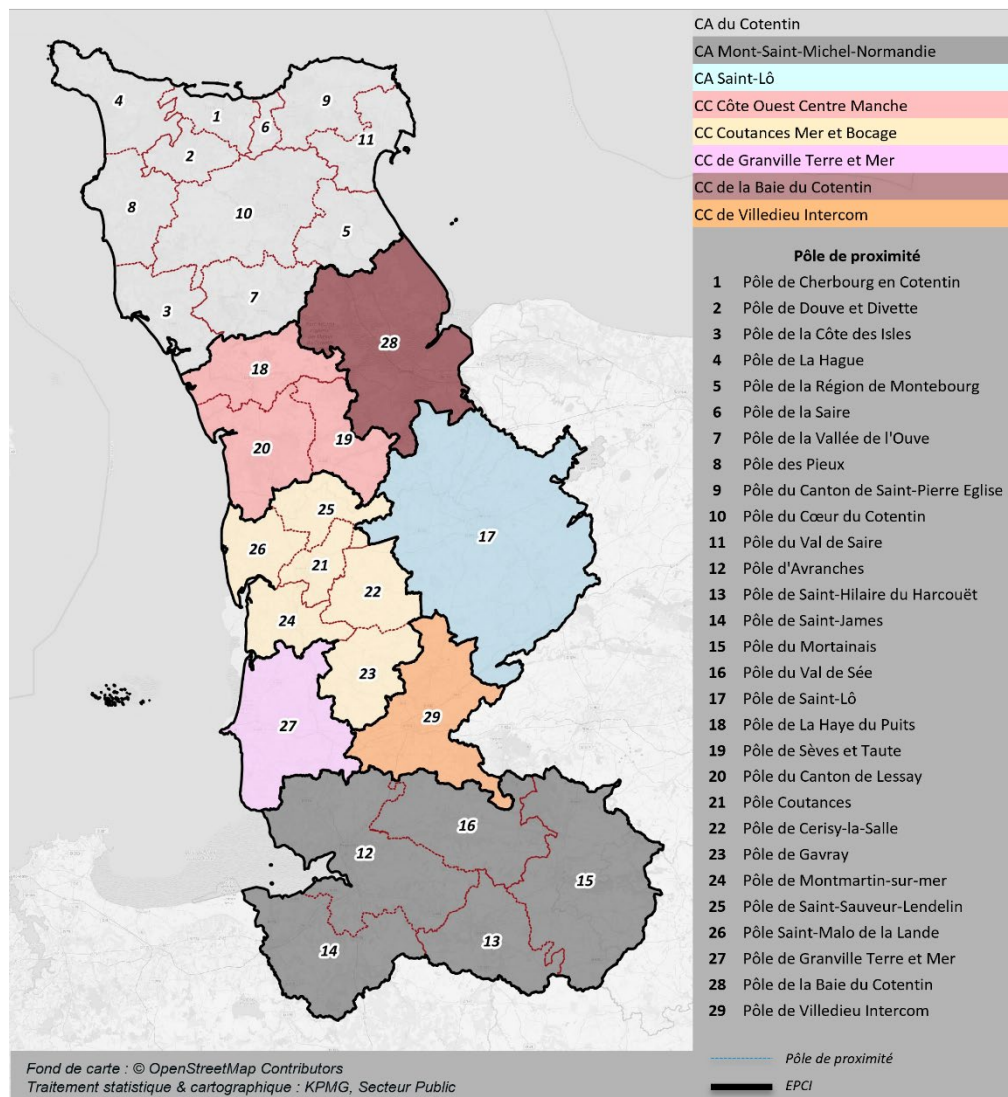 CA du Cotentin
CA Mont-Saint-Michel-Normandie
CA Saint-Lô
CC Côte Ouest Centre Manche
CC Coutances Mer et Bocage
CC de Granville Terre et Mer
CC de la Baie du Cotentin
CC de Villedieu Intercom
Pôle de proximité
1 Pôle de Cherbourg en Cotentin
2 Pôle de Douve et Divette
3 Pôle de la Côte des Isles
4 Pôle de La Hague
5 Pôle de la Région de Montebourg
6 Pôle de la Saire
7 Pôle de la Vallée de l'Ouve
8 Pôle des Pieux
9 Pôle du Canton de Saint-Pierre Eglise
10 Pôle du Cœur du Cotentin
11 Pôle du Val de Saire
12 Pôle d'Avranches
13 Pôle de Saint-Hilaire du Harcouët
14 Pôle de Saint-James
15 Pôle du Mortainais
16 Pôle du Val de Sée
17 Pôle de Saint-Lô
18 Pôle de La Haye du Puits
19 Pôle de Sèves et Taute
20 Pôle du Canton de Lessay
21 Pôle Coutances
22 Pôle de Cerisy-la-Salle
23 Pôle de Gavray
24 Pôle de Montmartin-sur-mer
25 Pôle de Saint-Sauveur-Lendelin
26 Pôle Saint-Malo de la Lande
27 Pôle de Granville Terre et Mer
28 Pôle de la Baie du Cotentin
29 Pôle de Villedieu Intercom
Pôle de proximité
EPCI
4
1
6
9
11
2
8
10
5
3
7
28
18
19
20
25
26
21
17
22
24
23
27
29
16
12
15
13
14
Fond de carte : © OpenStreetMap Contributors
Traitement statistique & cartographique : KPMG, Secteur Public